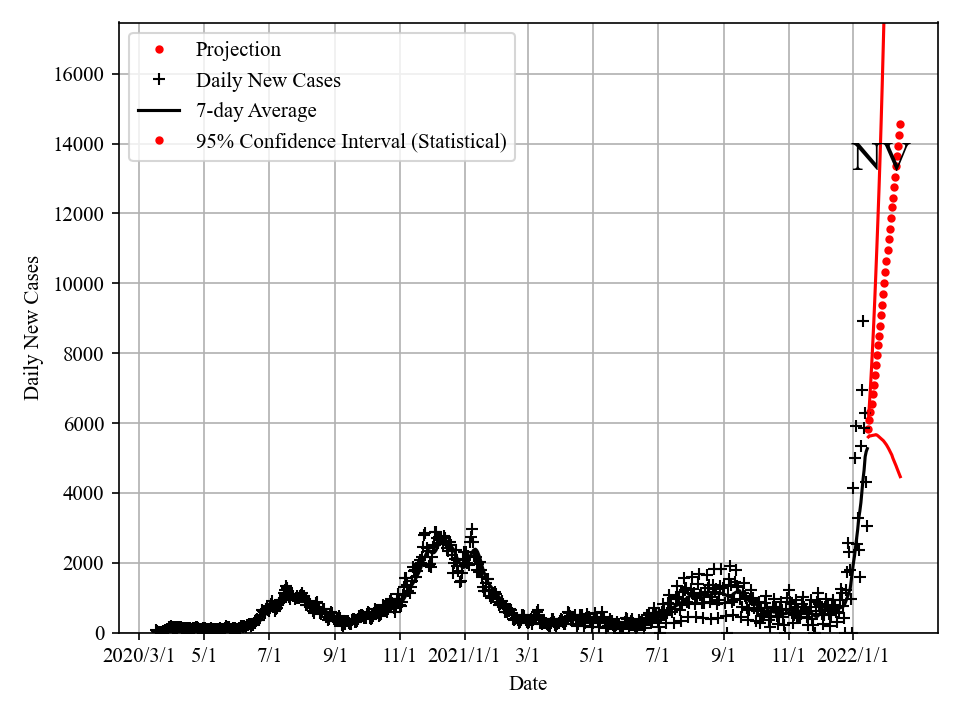 Projection
Daily New Cases
7-day Average
95% Confidence Interval (Statistical)
NV
16000
14000
12000
10000
8000
6000
4000
2000
0
Daily New Cases
2020/3/1 5/1 7/1 9/1 11/1 2021/1/1 3/1 5/1 7/1 9/1 11/1 2022/1/1
Date